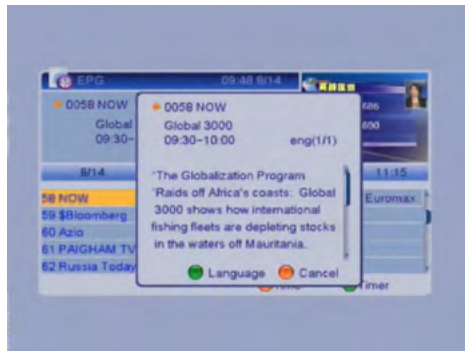 EPG
09:48 8/14
0058 NOW
Global
09:30-
686
690
0058 NOW
Global 3000
09:30-10:00 eng(1/1)
"The Globalization Program
"Raids off Africa's coasts: Global
3000 shows how international
fishing fleets are depleting stocks
in the waters off Mauritania.
Language Cancel
8/14
11:15
58 NOW
Euromax
59 $Bloomberg
60 Azio
61 PAIGHAM TV
62 Russia Today
Timer